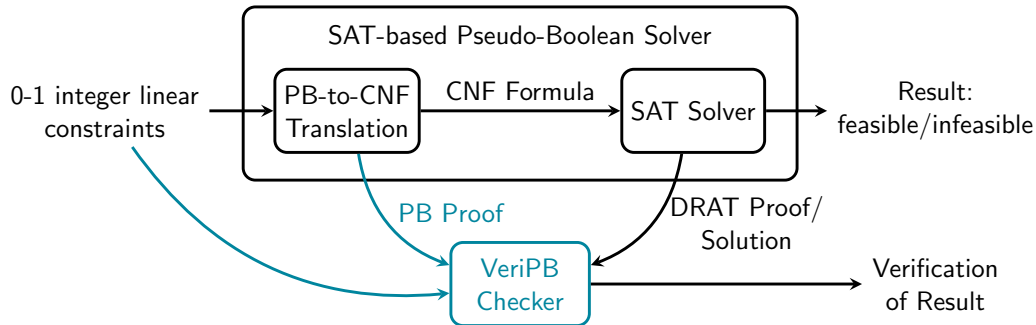 SAT-based Pseudo-Boolean Solver
0-1 integer linear
constraints
PB-to-CNF
Translation
CNF Formula
SAT Solver
Result:
feasible/infeasible
PB Proof
DRAT Proof/
Solution
VeriPB
Checker
Verification
of Result